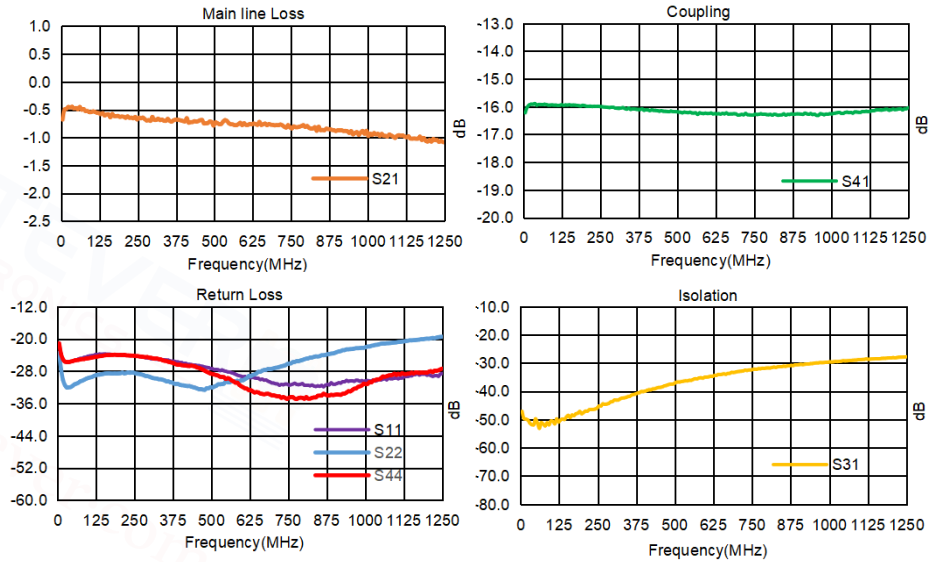 Main line Loss
1.0
0.5
0.0
-0.5
-1.0
-1.5
-2.0
-2.5
dB
S21
0 125 250 375 500 625 750 875 1000 1125 1250
Frequency(MHz)
Coupling
-13.0
-14.0
-15.0
-16.0
-17.0
-18.0
-19.0
-20.0
dB
S41
0 125 250 375 500 625 750 875 1000 1125 1250
Frequency(MHz)
Return Loss
-12.0
-20.0
-28.0
-36.0
-44.0
-52.0
-60.0
dB
S11
S22
S44
0 125 250 375 500 625 750 875 1000 1125 1250
Frequency(MHz)
Isolation
-10.0
-20.0
-30.0
-40.0
-50.0
-60.0
-70.0
-80.0
dB
S31
0 125 250 375 500 625 750 875 1000 1125 1250
Frequency(MHz)